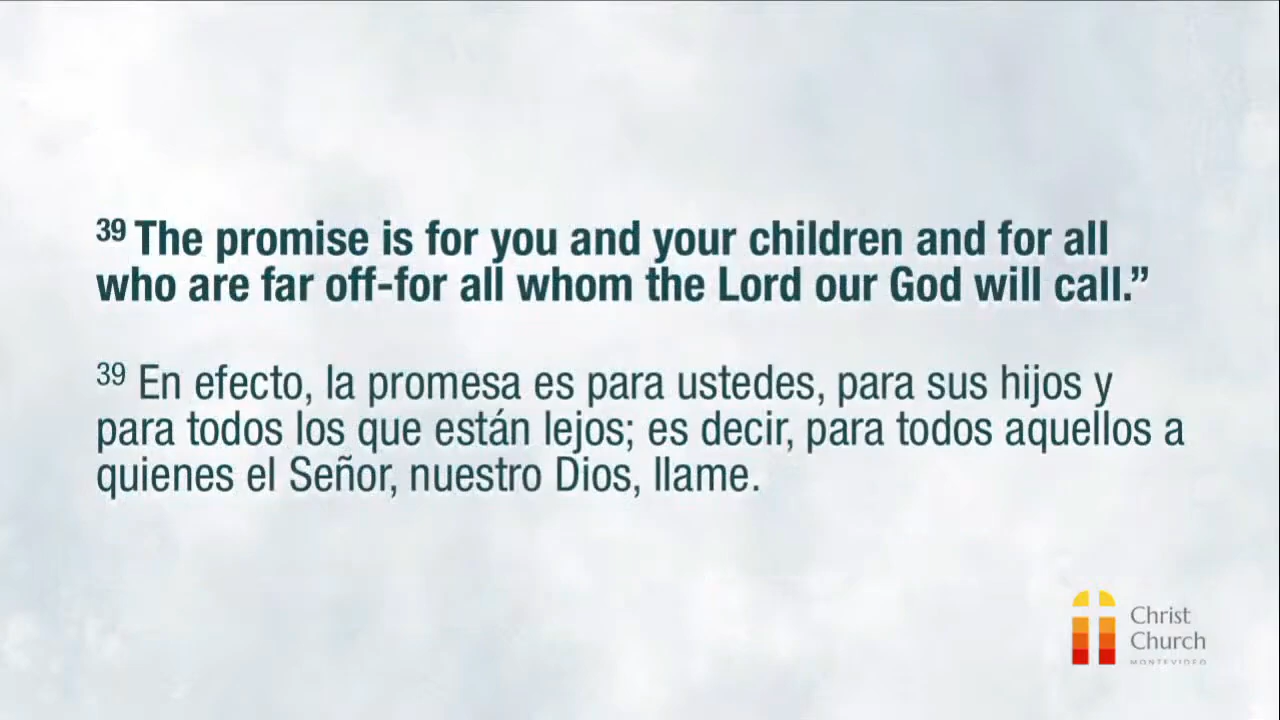 39 The promise is for you and your children and for all
who are far off-for all whom the Lord our God will call.”
39 En efecto, la promesa es para ustedes, para sus hijos y
para todos los que están lejos; es decir, para todos aquellos a
quienes el Señor, nuestro Dios, llame.
Christ
Church
MONTEVIDEO